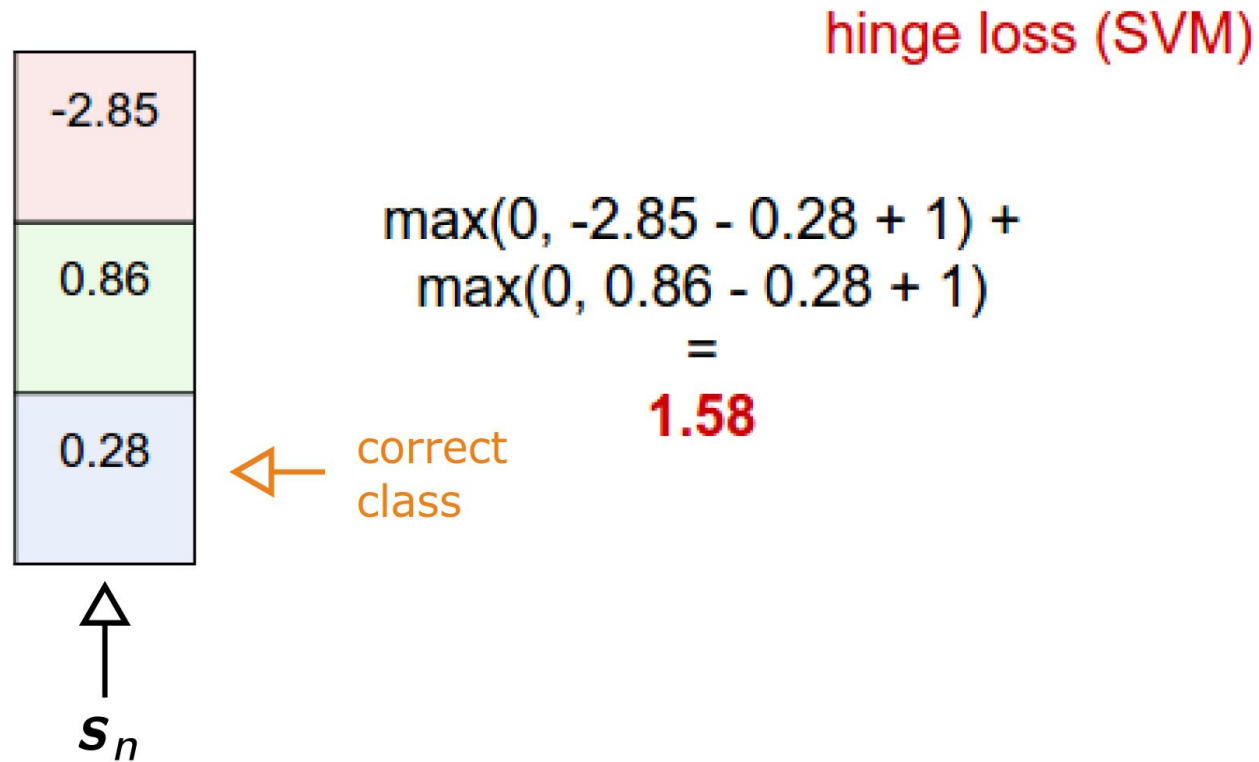 hinge loss (SVM)
-2.85
0.86
0.28
max(0, -2.85 - 0.28 + 1) +
max(0, 0.86 - 0.28 + 1)
=
1.58
correct
class
sₙ